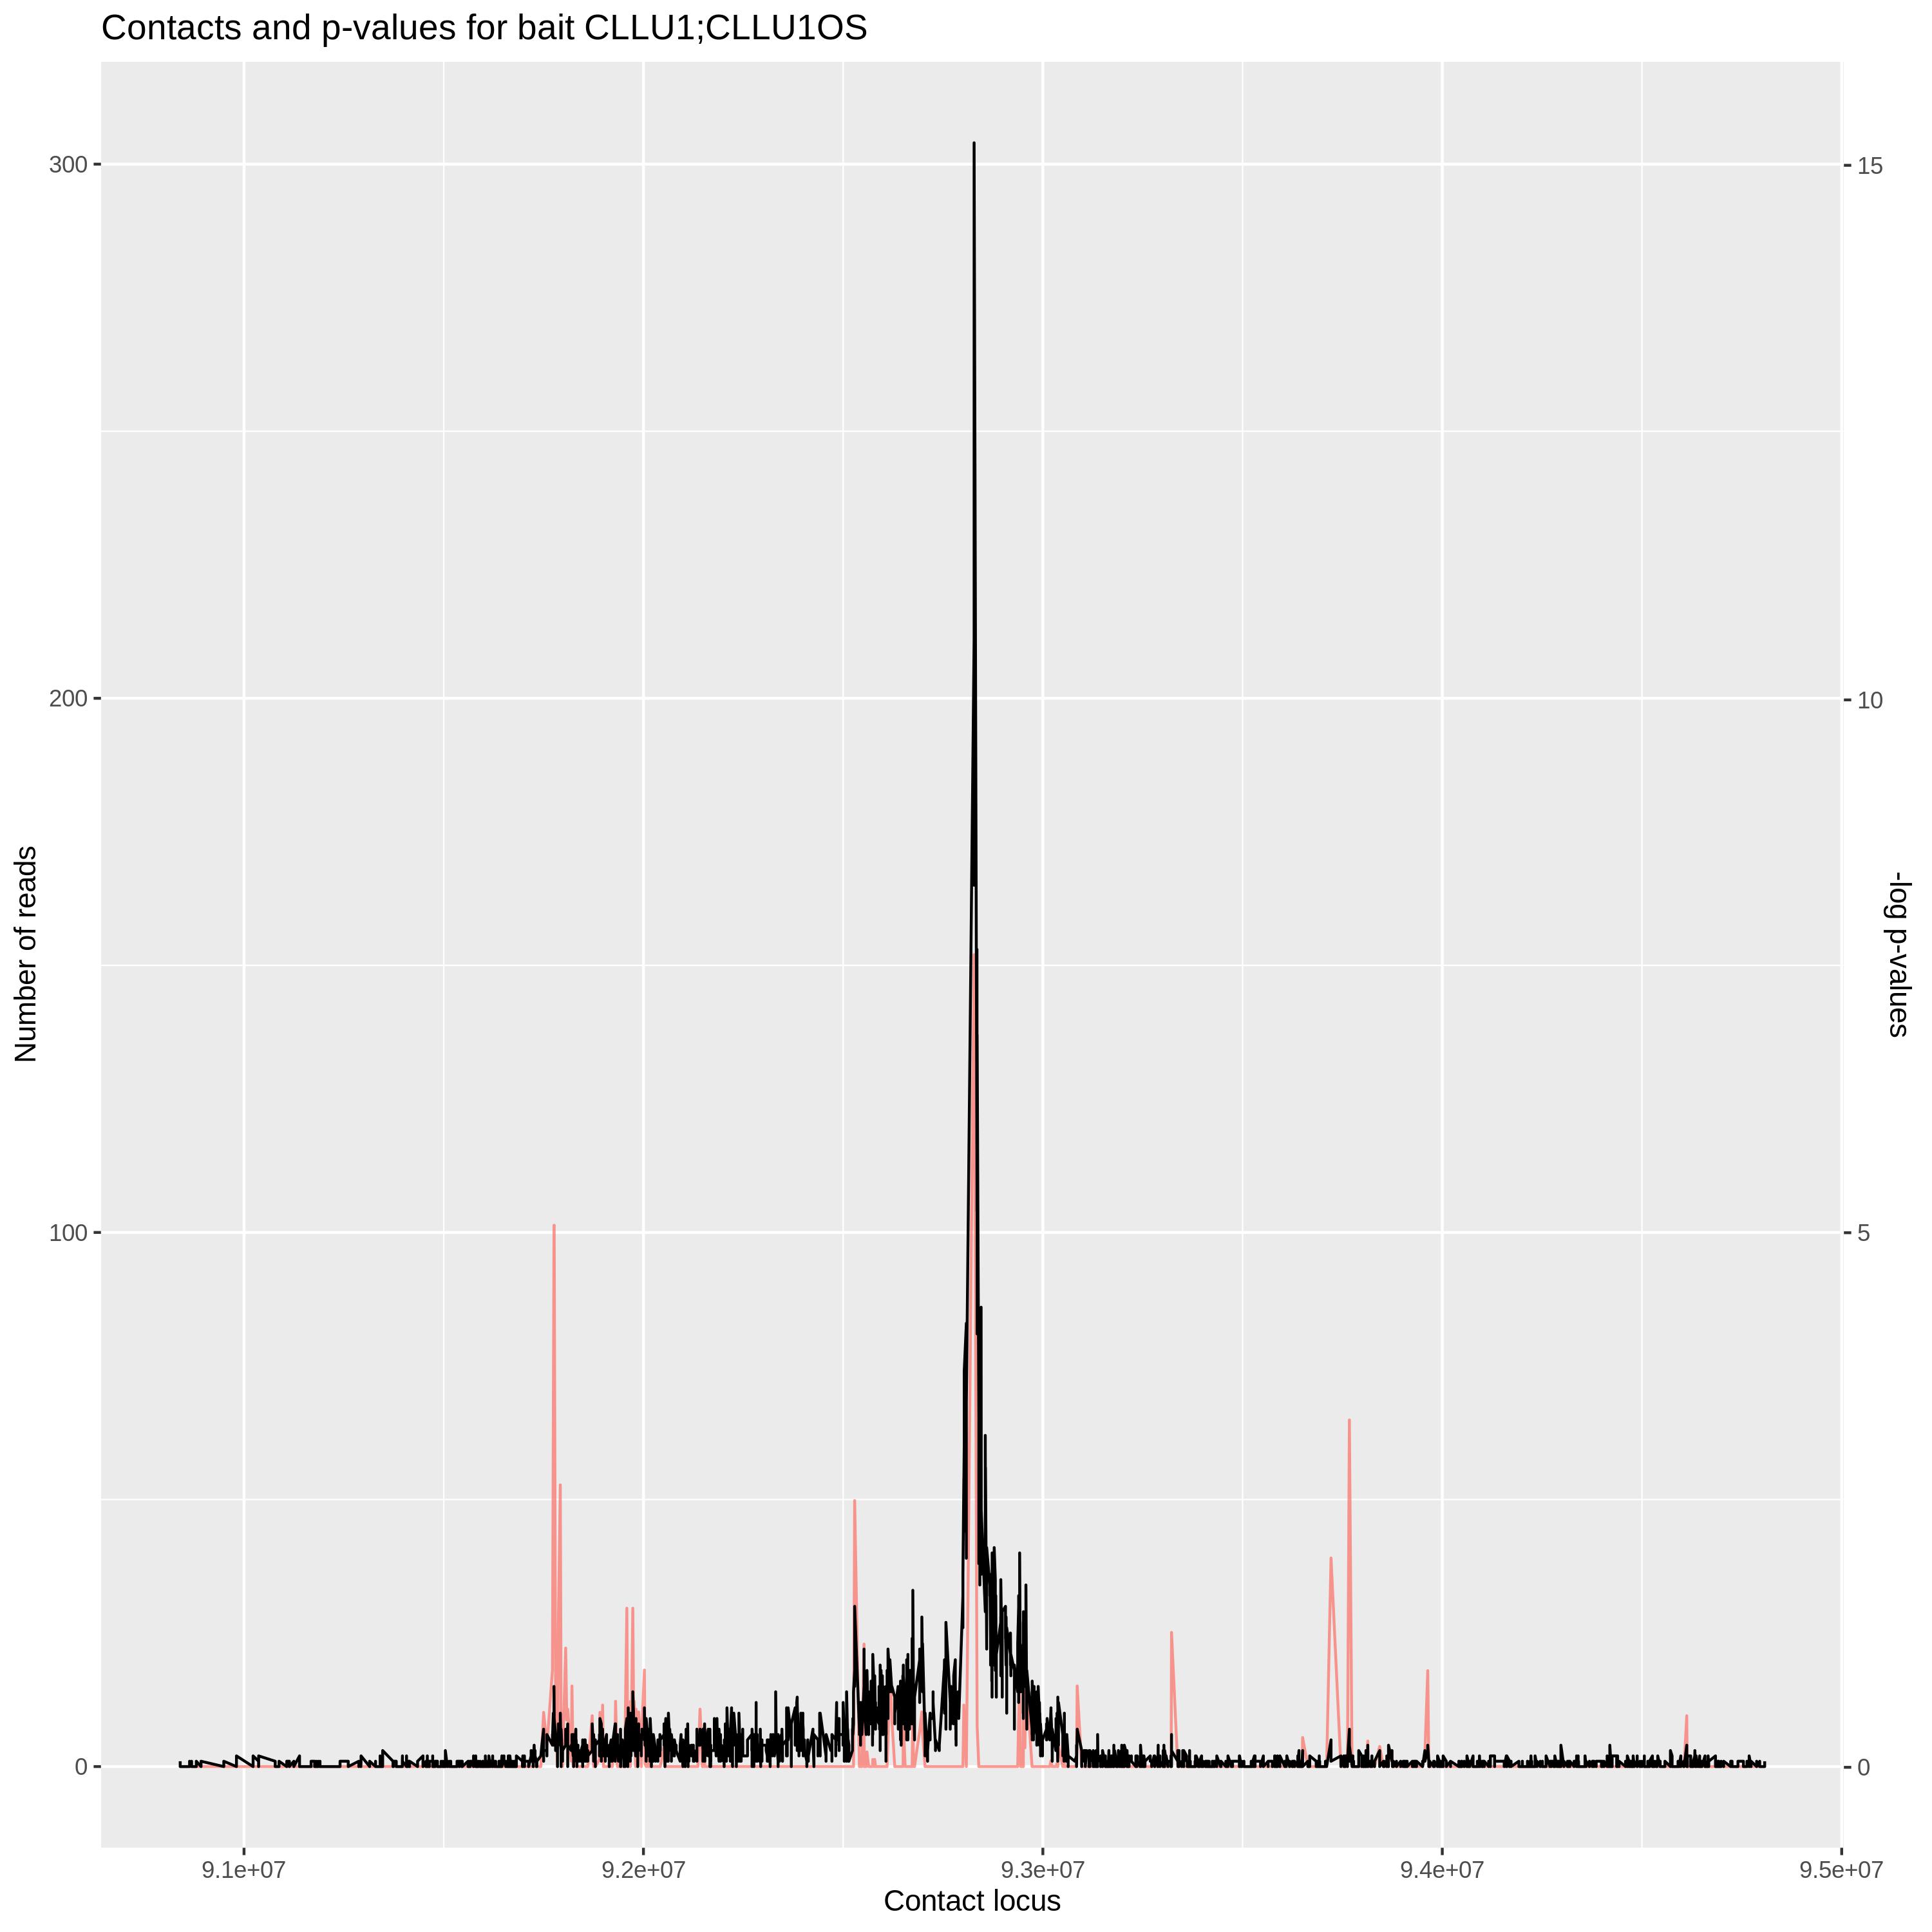 Contacts and p-values for bait CLLU1;CLLU1OS
Number of reads
300
200
100
0
15
10
5
0
-log p-values
9.1e+07
9.2e+07
9.3e+07
9.4e+07
9.5e+07
Contact locus